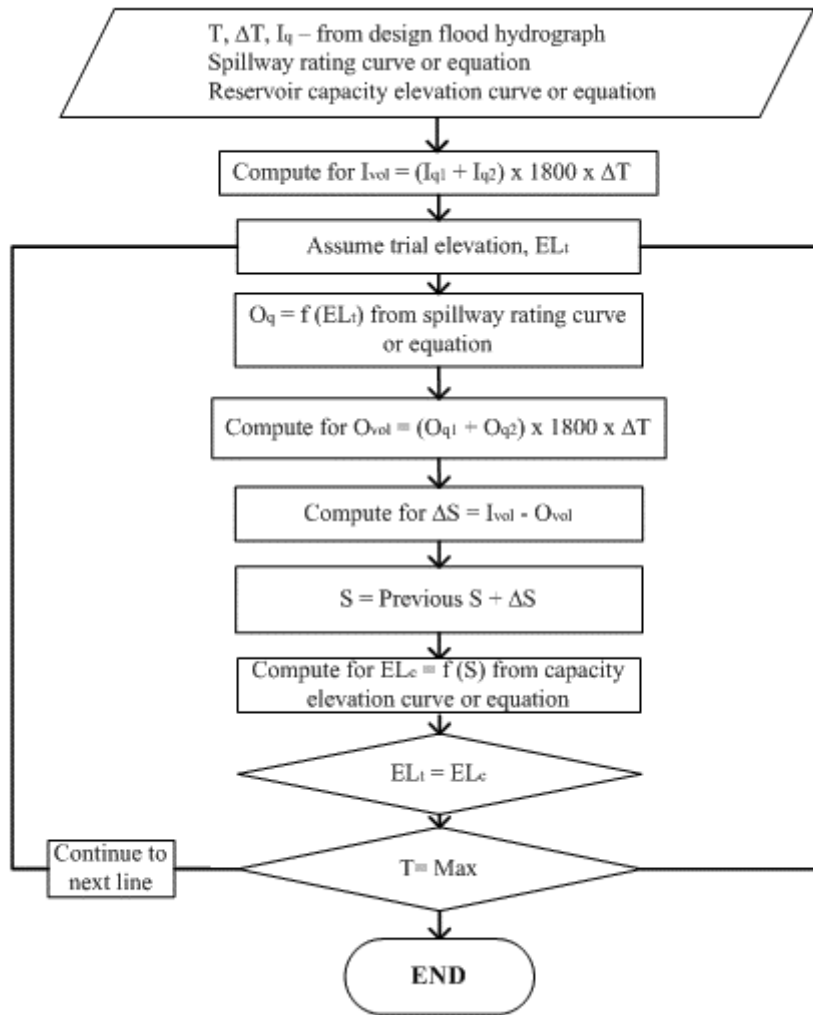 T, ΔT, Iq – from design flood hydrograph
Spillway rating curve or equation
Reservoir capacity elevation curve or equation
Compute for Ivol = (Iq1 + Iq2) x 1800 x ΔT
Assume trial elevation, ELt
Oq = f (ELt) from spillway rating curve
or equation
Compute for Ovol = (Oq1 + Oq2) x 1800 x ΔT
Compute for ΔS = Ivol - Ovol
S = Previous S + ΔS
Compute for ELc = f (S) from capacity
elevation curve or equation
ELt = ELc
Continue to
next line
T= Max
END